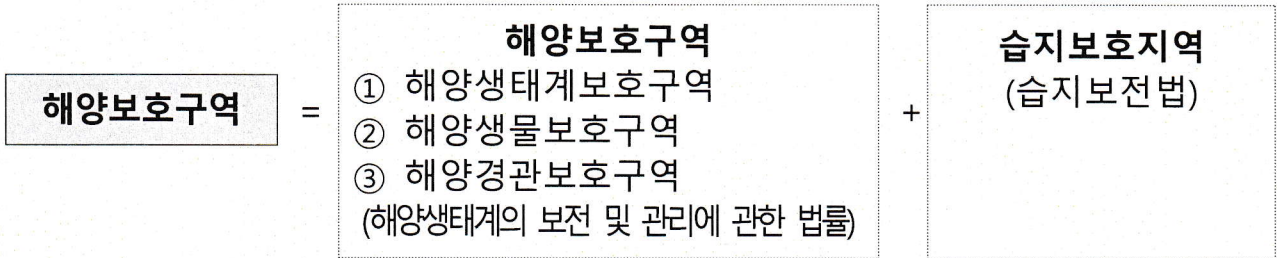 해양보호구역
=
해양보호구역
① 해양생태계보호구역
② 해양생물보호구역
③ 해양경관보호구역
(해양생태계의 보전 및 관리에 관한 법률)
+
습지보호지역
(습지보전법)